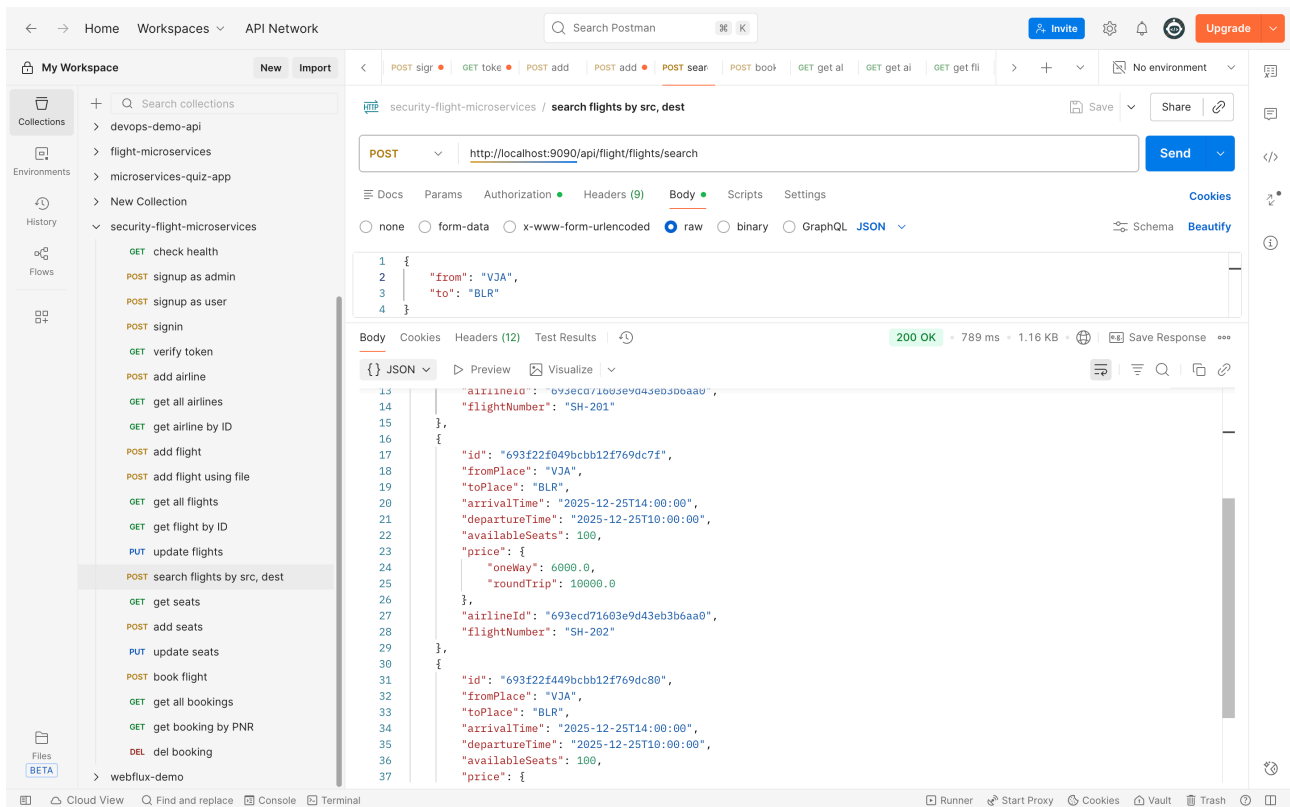 Home Workspaces API Network Search Postman ⌘ K Invite Upgrade
My Workspace New Import
POST sigr GET toke POST add POST add POST sear POST book GET get al GET get ai GET get fli No environment
Collections
Environments
History
Flows
Files
BETA
Search collections
devops-demo-api
flight-microservices
microservices-quiz-app
New Collection
security-flight-microservices
GET check health
POST signup as admin
POST signup as user
POST signin
GET verify token
POST add airline
GET get all airlines
GET get airline by ID
POST add flight
POST add flight using file
GET get all flights
GET get flight by ID
PUT update flights
POST search flights by src, dest
GET get seats
POST add seats
PUT update seats
POST book flight
GET get all bookings
GET get booking by PNR
DEL del booking
webflux-demo
HTTP security-flight-microservices / search flights by src, dest Save Share
POST http://localhost:9090/api/flight/flights/search Send
Docs Params Authorization Headers (9) Body Scripts Settings Cookies
none form-data x-www-form-urlencoded raw binary GraphQL JSON Schema Beautify
1 {
2 "from": "VJA",
3 "to": "BLR"
4 }
Body Cookies Headers (12) Test Results 200 OK 789 ms 1.16 KB Save Response
{} JSON Preview Visualize
13 "airlineId": "693ecd71603e9d43eb3b6aa0",
14 "flightNumber": "SH-201"
15 },
16 {
17 "id": "693f22f049bcbb12f769dc7f",
18 "fromPlace": "VJA",
19 "toPlace": "BLR",
20 "arrivalTime": "2025-12-25T14:00:00",
21 "departureTime": "2025-12-25T10:00:00",
22 "availableSeats": 100,
23 "price": {
24 "oneWay": 6000.0,
25 "roundTrip": 10000.0
26 },
27 "airlineId": "693ecd71603e9d43eb3b6aa0",
28 "flightNumber": "SH-202"
29 },
30 {
31 "id": "693f22f449bcbb12f769dc80",
32 "fromPlace": "VJA",
33 "toPlace": "BLR",
34 "arrivalTime": "2025-12-25T14:00:00",
35 "departureTime": "2025-12-25T10:00:00",
36 "availableSeats": 100,
37 "price": {
Cloud View Find and replace Console Terminal Runner Start Proxy Cookies Vault Trash